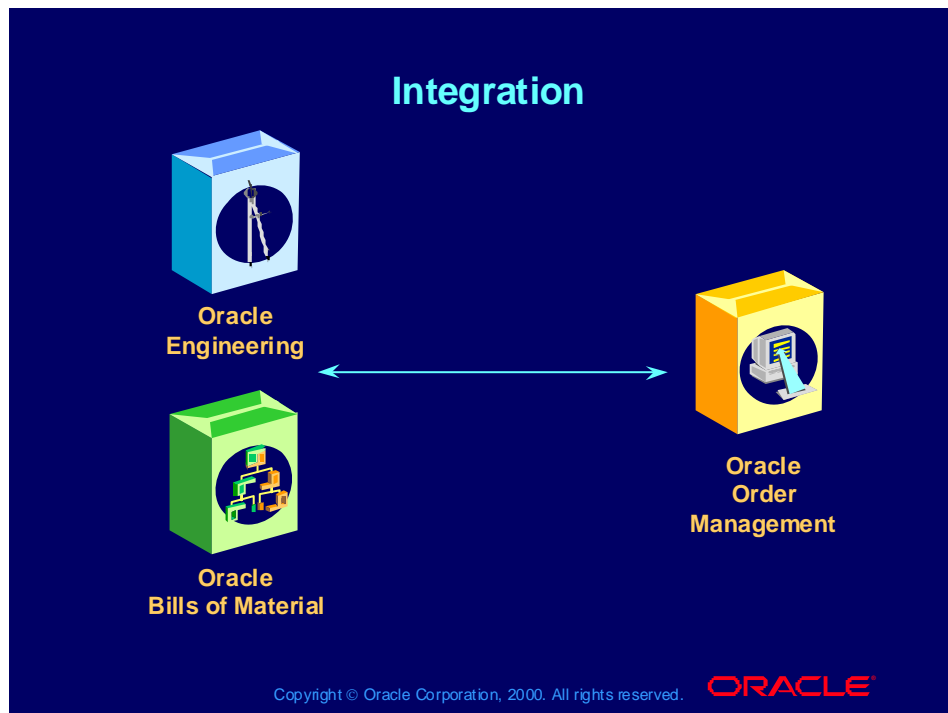 Integration
Oracle
Engineering
Oracle
Bills of Material
Oracle
Order
Management
Copyright © Oracle Corporation, 2000. All rights reserved.
ORACLE®